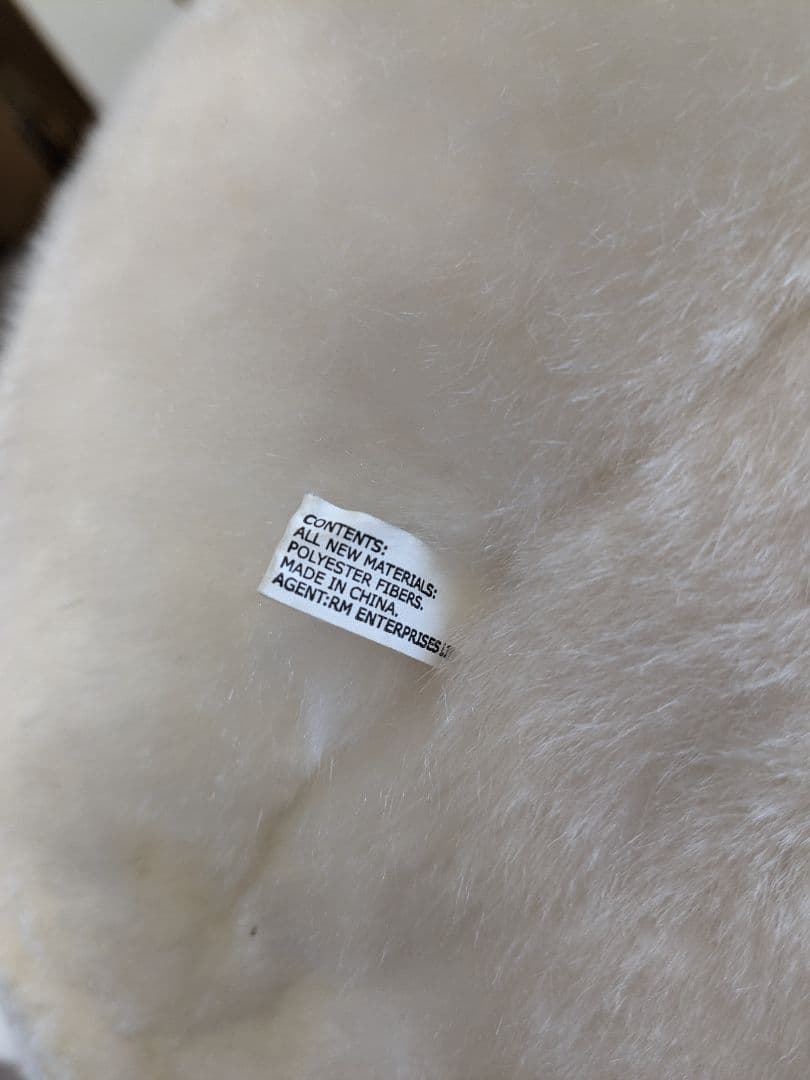 CONTENTS:
ALL NEW MATERIALS:
POLYESTER FIBERS.
MADE IN CHINA.
AGENT:RM ENTERPRISES